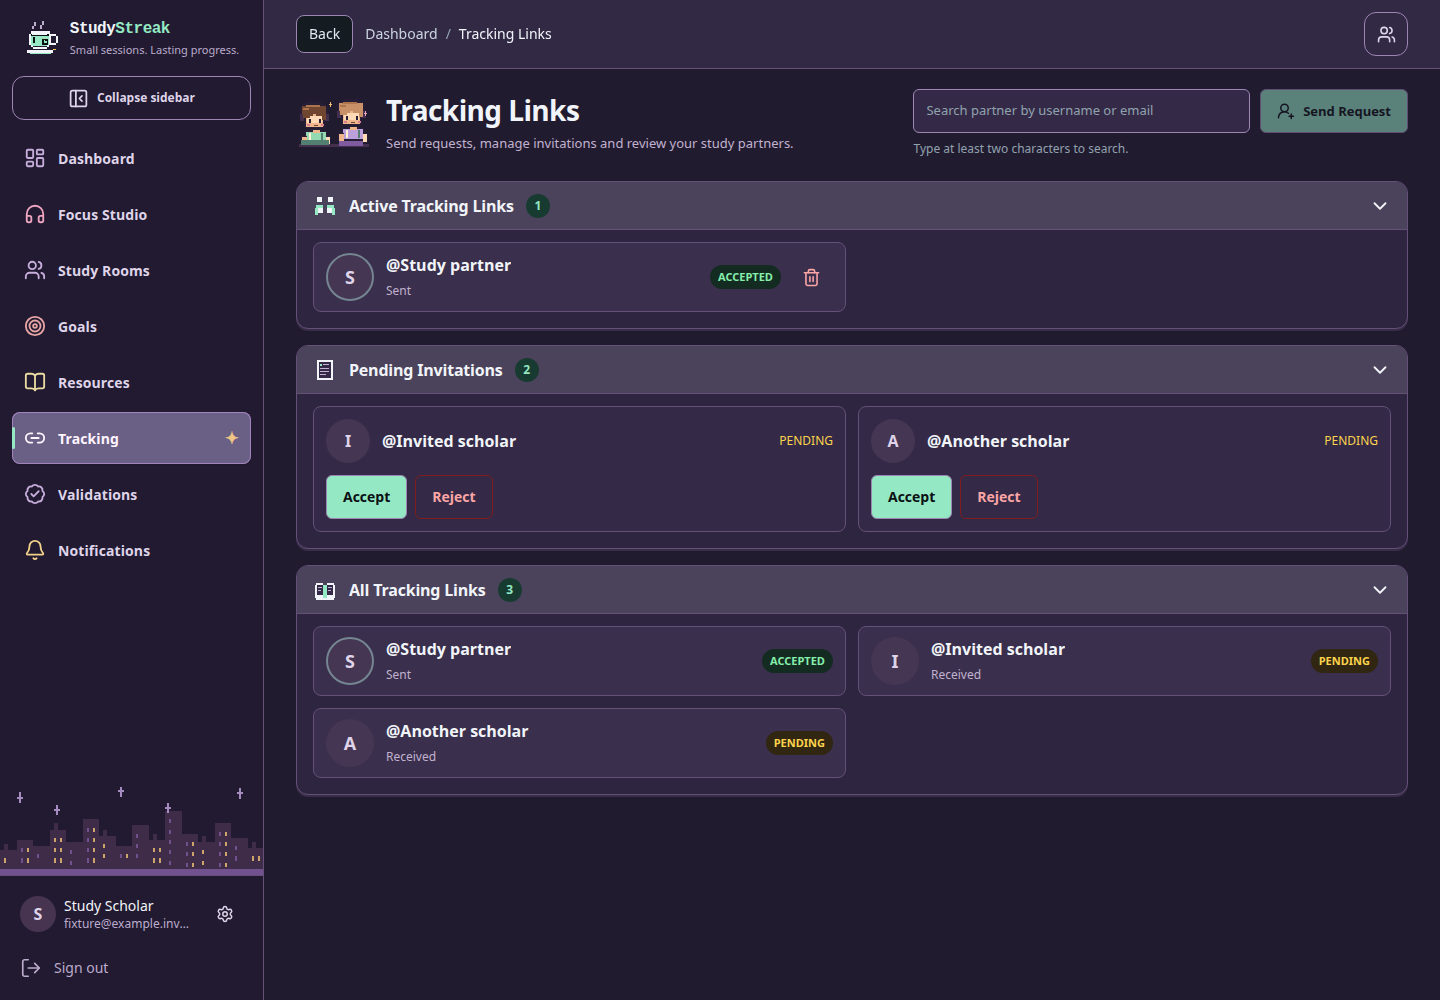 StudyStreak
Small sessions. Lasting progress.
Collapse sidebar
Dashboard
Focus Studio
Study Rooms
Goals
Resources
Tracking
Validations
Notifications
S
Study Scholar
fixture@example.inv...
Sign out
Back
Dashboard / Tracking Links
Tracking Links
Send requests, manage invitations and review your study partners.
Search partner by username or email
Send Request
Type at least two characters to search.
Active Tracking Links 1
S
@Study partner
Sent
ACCEPTED
Pending Invitations 2
I
@Invited scholar
PENDING
Accept
Reject
A
@Another scholar
PENDING
Accept
Reject
All Tracking Links 3
S
@Study partner
Sent
ACCEPTED
I
@Invited scholar
Received
PENDING
A
@Another scholar
Received
PENDING